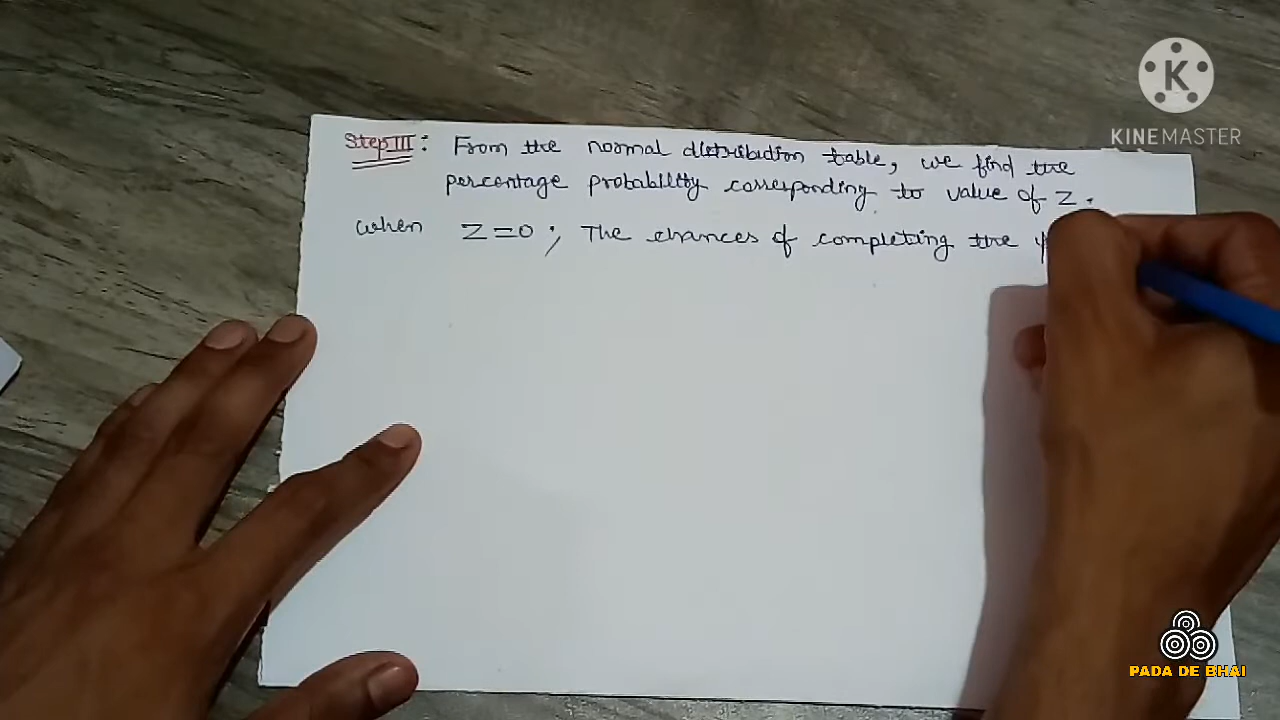 Step III : From the normal distribution table, we find the
percentage probability corresponding to value of Z.
when Z=0 ; The chances of completing the
K
KINEMASTER
PADA DE BHAI